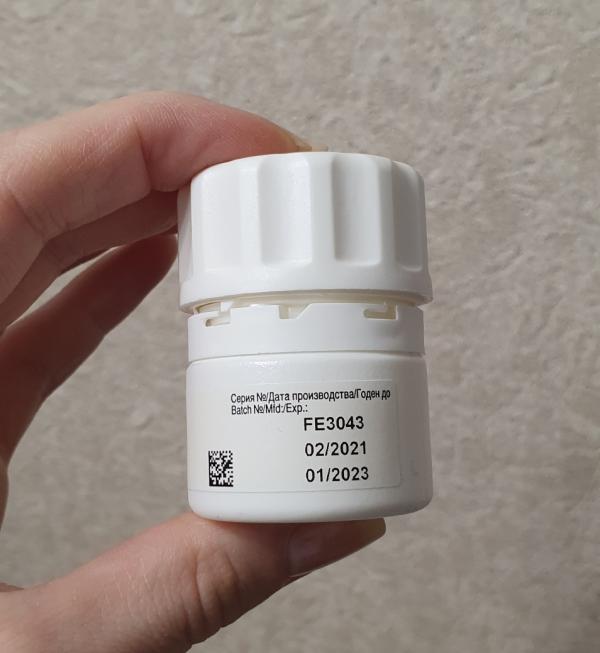 Серия №/Дата производства/Годен до
Batch №/Mfd:/Exp.:
FE3043
02/2021
01/2023